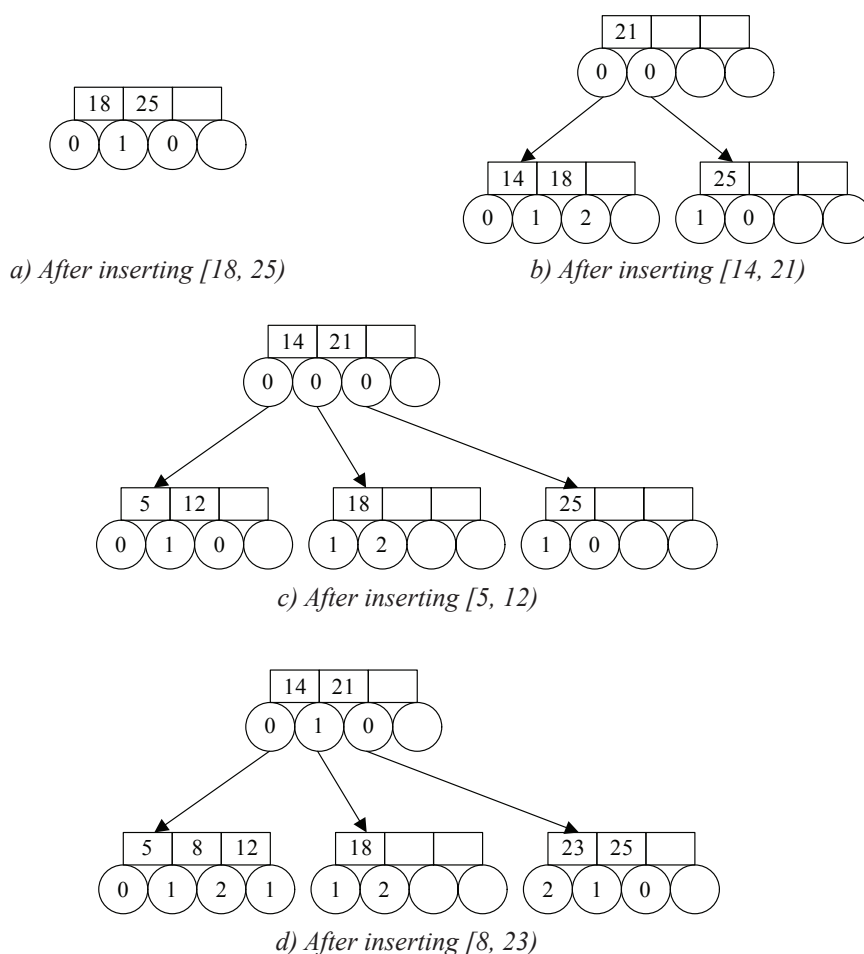 21
0 0
18 25
0 1 0
14 18 25
0 1 2 1 0
a) After inserting [18, 25)
b) After inserting [14, 21)
14 21
0 0 0
5 12 18 25
0 1 0 1 2 1 0
c) After inserting [5, 12)
14 21
0 1 0
5 8 12 18 23 25
0 1 2 1 1 2 2 1 0
d) After inserting [8, 23)